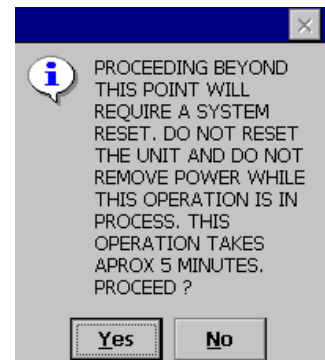 PROCEEDING BEYOND
THIS POINT WILL
REQUIRE A SYSTEM
RESET. DO NOT RESET
THE UNIT AND DO NOT
REMOVE POWER WHILE
THIS OPERATION IS IN
PROCESS. THIS
OPERATION TAKES
APROX 5 MINUTES.
PROCEED ?
Yes No